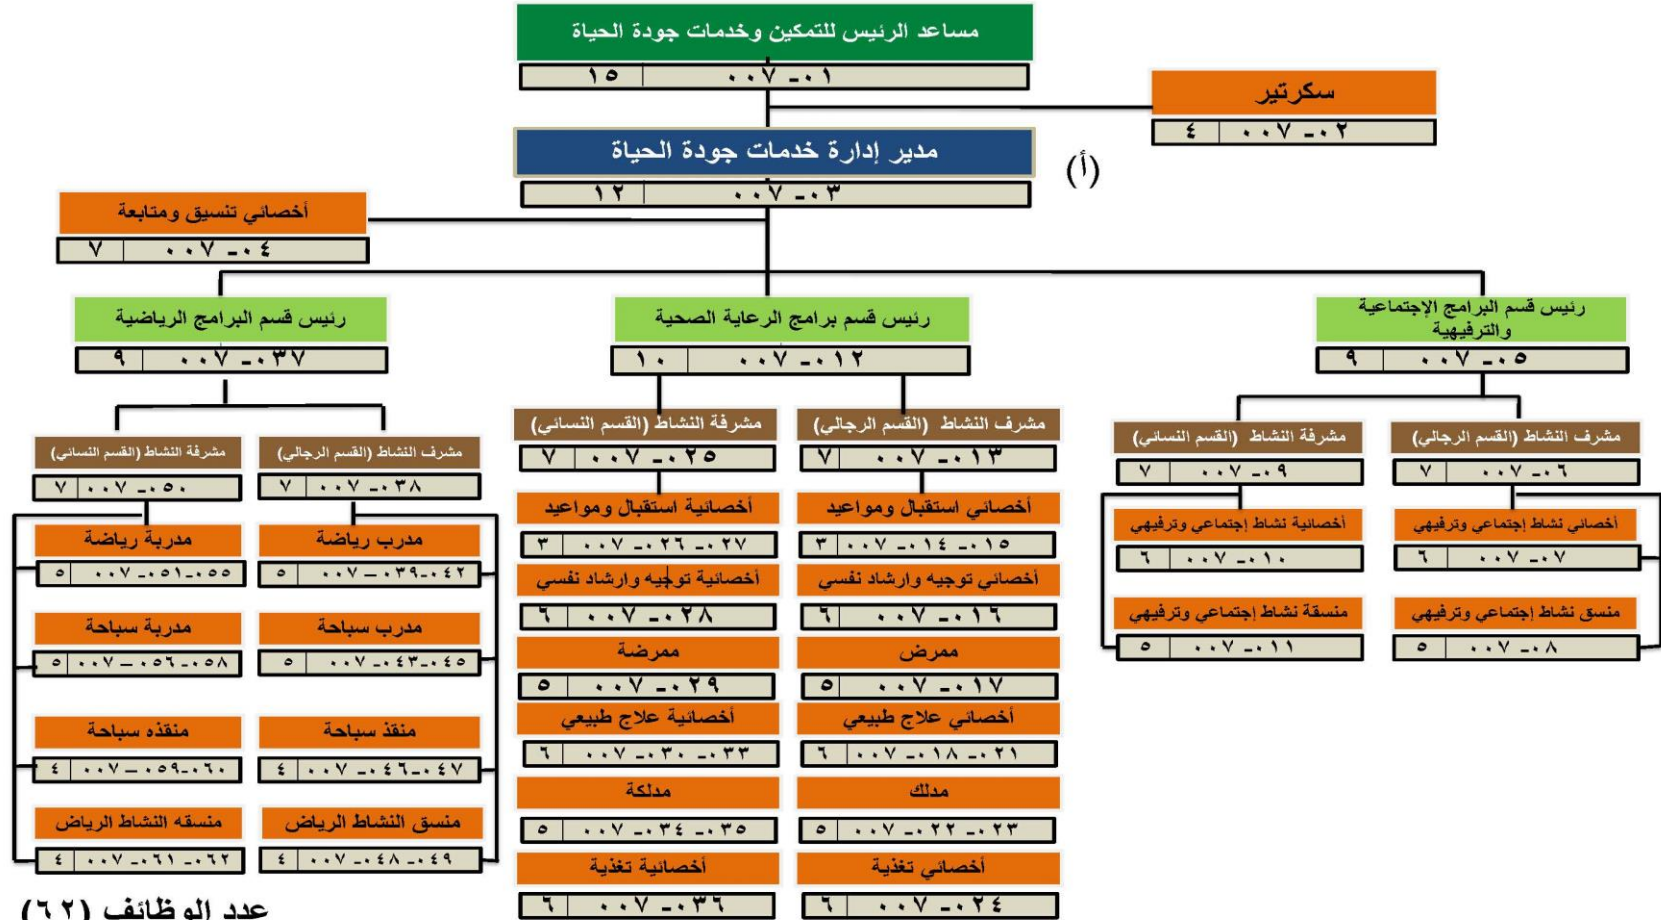 مساعد الرئيس للتمكين وخدمات جودة الحياة
٠٠٧ -٠١ | ١٥
سكرتير
٠٠٧ -٠٢ | ٤
مدير إدارة خدمات جودة الحياة
(أ)
٠٠٧ -٠٣ | ١٢
أخصائي تنسيق ومتابعة
٠٠٧ -٠٤ | ٧
رئيس قسم البرامج الإجتماعية
والترفيهية
٠٠٧ -٠٥ | ٩
رئيس قسم برامج الرعاية الصحية
٠٠٧ -٠١٢ | ١٠
رئيس قسم البرامج الرياضية
٠٠٧ -٠٣٧ | ٩
مشرف النشاط (القسم الرجالي)
٠٠٧ -٠٦ | ٧
أخصائي نشاط إجتماعي وترفيهي
٠٠٧ -٠٧ | ٦
منسق نشاط إجتماعي وترفيهي
٠٠٧ -٠٨ | ٥
مشرفة النشاط (القسم النسائي)
٠٠٧ -٠٩ | ٧
أخصائية نشاط إجتماعي وترفيهي
٠٠٧ -٠١٠ | ٦
منسقة نشاط إجتماعي وترفيهي
٠٠٧ -٠١١ | ٥
مشرف النشاط (القسم الرجالي)
٠٠٧ -٠١٣ | ٧
أخصائي استقبال ومواعيد
٠٠٧ -٠١٤ -٠١٥ | ٣
أخصائي توجيه وارشاد نفسي
٠٠٧ -٠١٦ | ٦
ممرض
٠٠٧ -٠١٧ | ٥
أخصائي علاج طبيعي
٠٠٧ -٠١٨ -٠٢١ | ٦
مدلك
٠٠٧ -٠٢٢ -٠٢٣ | ٥
أخصائي تغذية
٠٠٧ -٠٢٤ | ٦
مشرفة النشاط (القسم النسائي)
٠٠٧ -٠٢٥ | ٧
أخصائية استقبال ومواعيد
٠٠٧ -٠٢٦ -٠٢٧ | ٣
أخصائية توجيه وارشاد نفسي
٠٠٧ -٠٢٨ | ٦
ممرضة
٠٠٧ -٠٢٩ | ٥
أخصائية علاج طبيعي
٠٠٧ -٠٣٠ -٠٣٣ | ٦
مدلكة
٠٠٧ -٠٣٤ -٠٣٥ | ٥
أخصائية تغذية
٠٠٧ -٠٣٦ | ٦
مشرف النشاط (القسم الرجالي)
٠٠٧ -٠٣٨ | ٧
مدرب رياضة
٠٠٧ –٠٣٩ -٠٤٢ | ٥
مدرب سباحة
٠٠٧ -٠٤٣-٠٤٥ | ٥
منقذ سباحة
٠٠٧ -٠٤٦-٠٤٧ | ٤
منسق النشاط الرياض
٠٠٧ -٠٤٨ -٠٤٩ | ٤
مشرفة النشاط (القسم النسائي)
٠٠٧ -٠٥٠ | ٧
مدربة رياضة
٠٠٧ -٠٥١-٠٥٥ | ٥
مدربة سباحة
٠٠٧ –٠٥٦ -٠٥٨ | ٥
منقذه سباحة
٠٠٧ –٠٥٩-٠٦٠ | ٤
منسقه النشاط الرياض
٠٠٧ -٠٦١ -٠٦٢ | ٤
عدد الوظائف (٦٢)